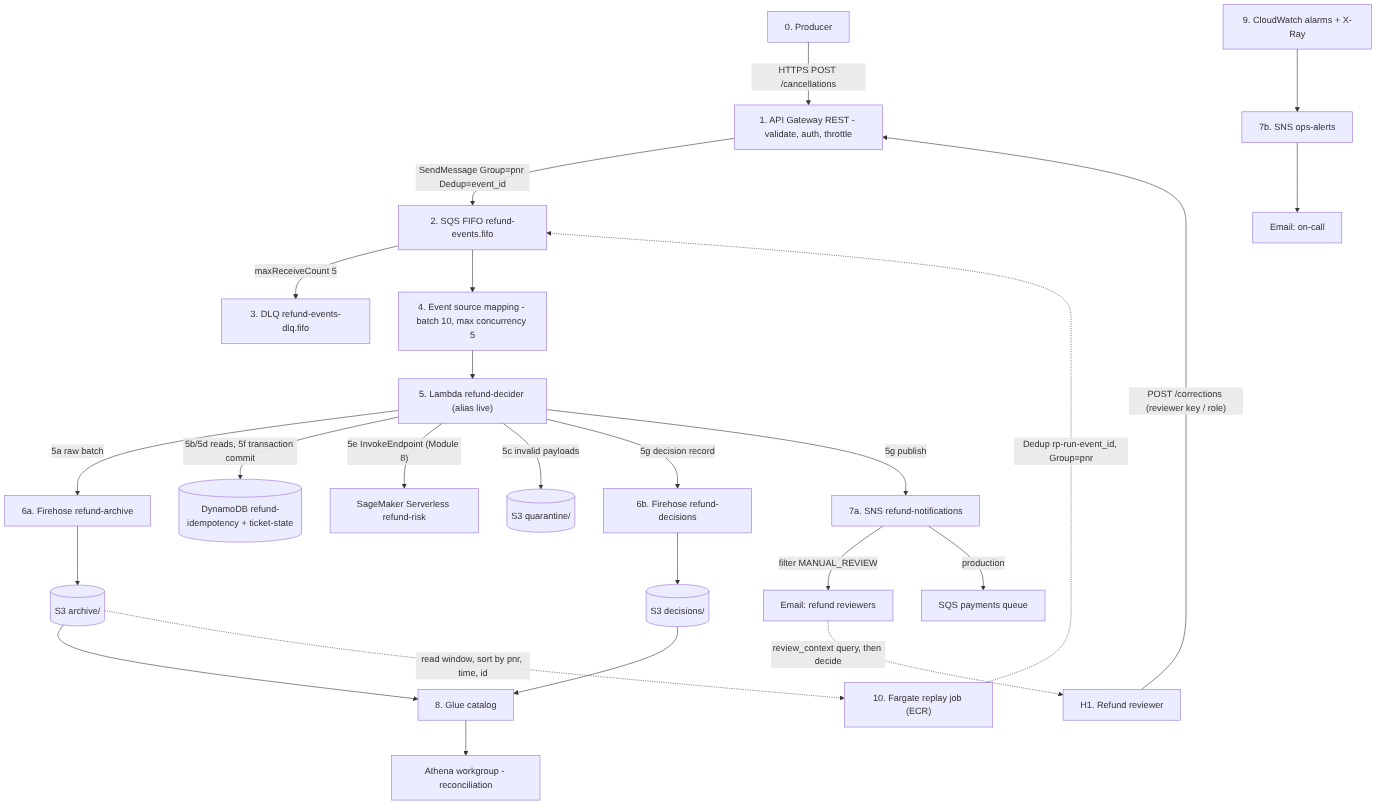 0. Producer
9. CloudWatch alarms + X-
Ray
HTTPS POST
/cancellations
1. API Gateway REST -
validate, auth, throttle
7b. SNS ops-alerts
SendMessage Group=pnr
Dedup=event_id
2. SQS FIFO refund-
events.fifo
Email: on-call
maxReceiveCount 5
3. DLQ refund-events-
dlq.fifo
4. Event source mapping -
batch 10, max concurrency
5
5. Lambda refund-decider
(alias live)
POST /corrections
(reviewer key / role)
5a raw batch
5b/5d reads, 5f transaction
commit
5e InvokeEndpoint (Module
8)
5c invalid payloads
5g decision record
5g publish
Dedup rp-run-event_id,
Group=pnr
6a. Firehose refund-archive
DynamoDB refund-
idempotency + ticket-state
SageMaker Serverless
refund-risk
S3 quarantine/
6b. Firehose refund-
decisions
7a. SNS refund-notifications
filter MANUAL_REVIEW
production
S3 archive/
S3 decisions/
Email: refund reviewers
SQS payments queue
read window, sort by pnr,
time, id
review_context query, then
decide
8. Glue catalog
10. Fargate replay job
(ECR)
H1. Refund reviewer
Athena workgroup -
reconciliation